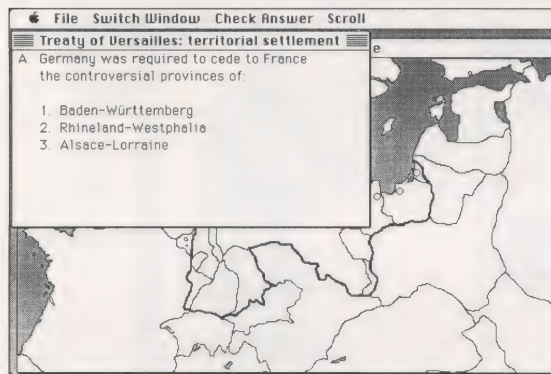 File Switch Window Check Answer Scroll
Treaty of Versailles: territorial settlement
A. Germany was required to cede to France
the controversial provinces of:
1. Baden-Württemberg
2. Rhineland-Westphalia
3. Alsace-Lorraine
e